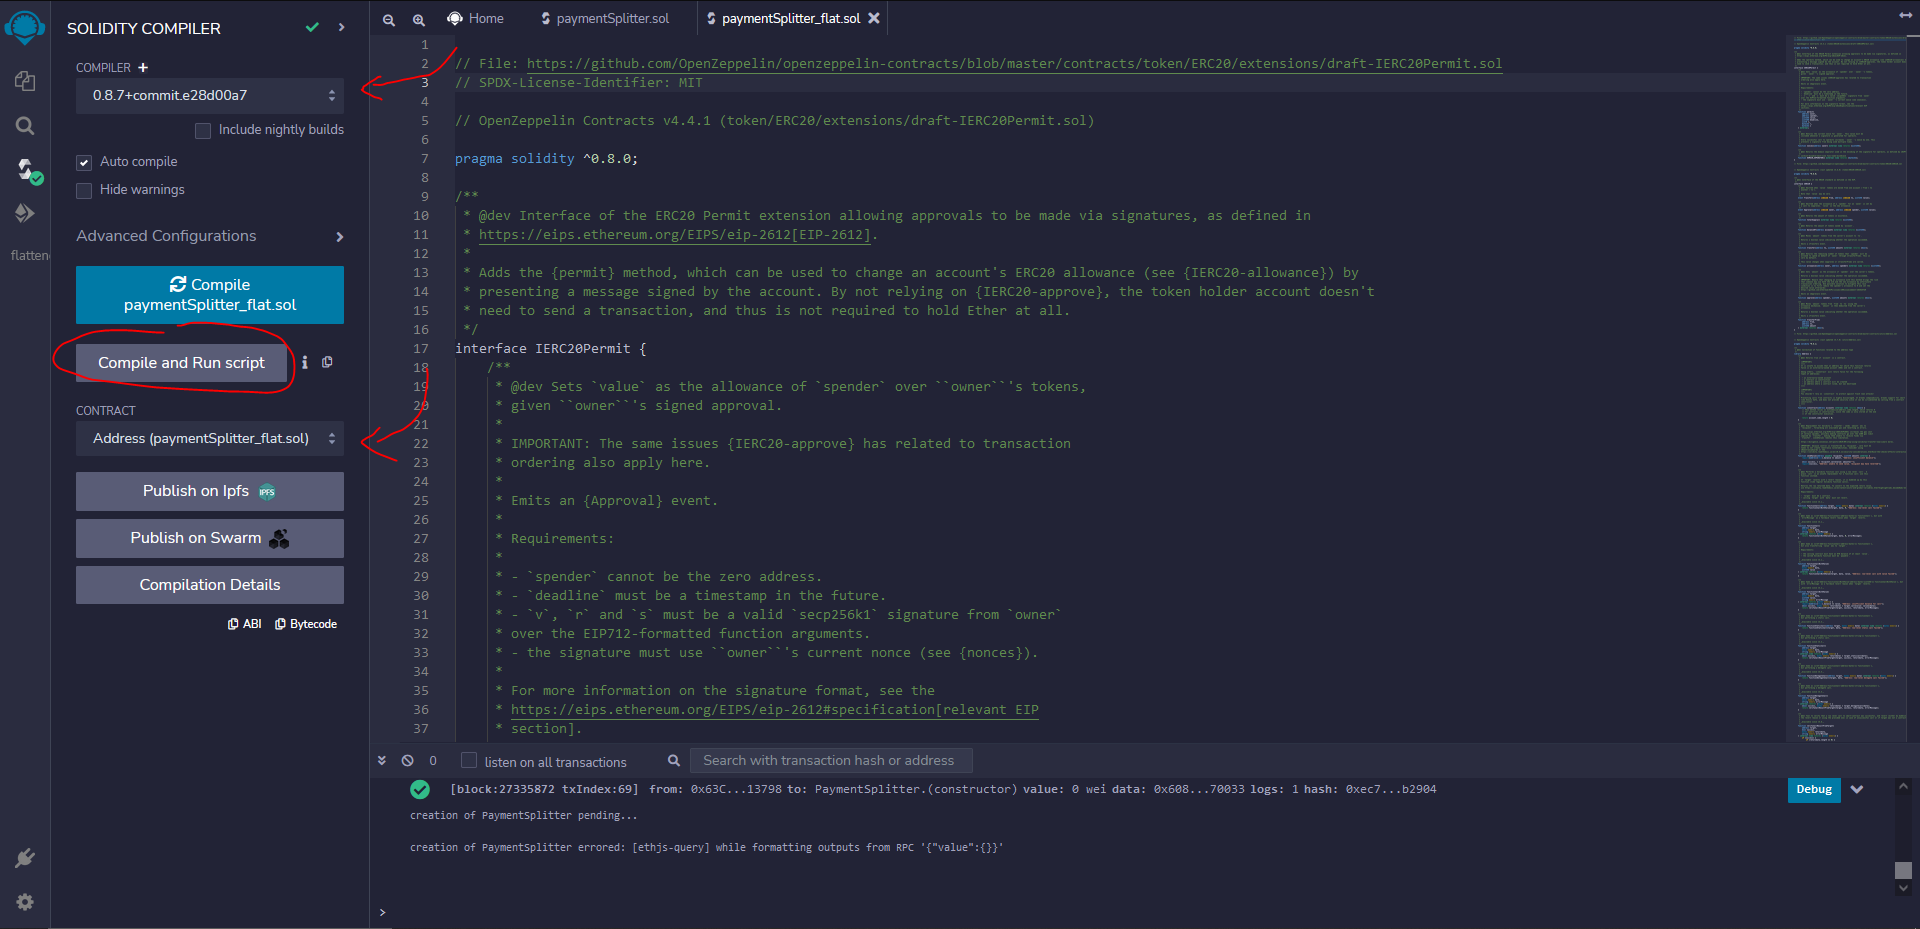 SOLIDITY COMPILER
COMPILER +
0.8.7+commit.e28d00a7
Include nightly builds
Auto compile
Hide warnings
Advanced Configurations
flatten
Compile
paymentSplitter_flat.sol
Compile and Run script
CONTRACT
Address (paymentSplitter_flat.sol)
Publish on Ipfs IPFS
Publish on Swarm
Compilation Details
ABI Bytecode
Home paymentSplitter.sol paymentSplitter_flat.sol
1
2 // File: https://github.com/OpenZeppelin/openzeppelin-contracts/blob/master/contracts/token/ERC20/extensions/draft-IERC20Permit.sol
3 // SPDX-License-Identifier: MIT
4
5 // OpenZeppelin Contracts v4.4.1 (token/ERC20/extensions/draft-IERC20Permit.sol)
6
7 pragma solidity ^0.8.0;
8
9 /**
10 * @dev Interface of the ERC20 Permit extension allowing approvals to be made via signatures, as defined in
11 * https://eips.ethereum.org/EIPS/eip-2612[EIP-2612].
12 *
13 * Adds the {permit} method, which can be used to change an account's ERC20 allowance (see {IERC20-allowance}) by
14 * presenting a message signed by the account. By not relying on {IERC20-approve}, the token holder account doesn't
15 * need to send a transaction, and thus is not required to hold Ether at all.
16 */
17 interface IERC20Permit {
18 /**
19 * @dev Sets `value` as the allowance of `spender` over ``owner``'s tokens,
20 * given ``owner``'s signed approval.
21 *
22 * IMPORTANT: The same issues {IERC20-approve} has related to transaction
23 * ordering also apply here.
24 *
25 * Emits an {Approval} event.
26 *
27 * Requirements:
28 *
29 * - `spender` cannot be the zero address.
30 * - `deadline` must be a timestamp in the future.
31 * - `v`, `r` and `s` must be a valid `secp256k1` signature from `owner`
32 * over the EIP712-formatted function arguments.
33 * - the signature must use ``owner``'s current nonce (see {nonces}).
34 *
35 * For more information on the signature format, see the
36 * https://eips.ethereum.org/EIPS/eip-2612#specification[relevant EIP
37 * section].
0 listen on all transactions Search with transaction hash or address
[block:27335872 txIndex:69] from: 0x63C...13798 to: PaymentSplitter.(constructor) value: 0 wei data: 0x608...70033 logs: 1 hash: 0xec7...b2904 Debug
creation of PaymentSplitter pending...
creation of PaymentSplitter errored: [ethjs-query] while formatting outputs from RPC '{"value":{}}'
>